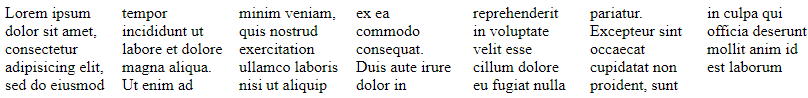 Lorem ipsum
dolor sit amet,
consectetur
adipisicing elit,
sed do eiusmod
tempor
incididunt ut
labore et dolore
magna aliqua.
Ut enim ad
minim veniam,
quis nostrud
exercitation
ullamco laboris
nisi ut aliquip
ex ea
commodo
consequat.
Duis aute irure
dolor in
reprehenderit
in voluptate
velit esse
cillum dolore
eu fugiat nulla
pariatur.
Excepteur sint
occaecat
cupidatat non
proident, sunt
in culpa qui
officia deserunt
mollit anim id
est laborum